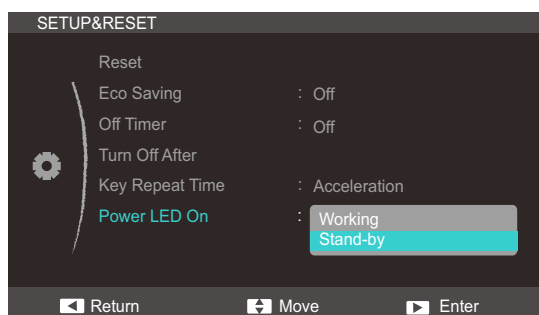 SETUP&RESET
Reset
Eco Saving : Off
Off Timer : Off
Turn Off After
Key Repeat Time : Acceleration
Power LED On : Working
Stand-by
Return Move Enter